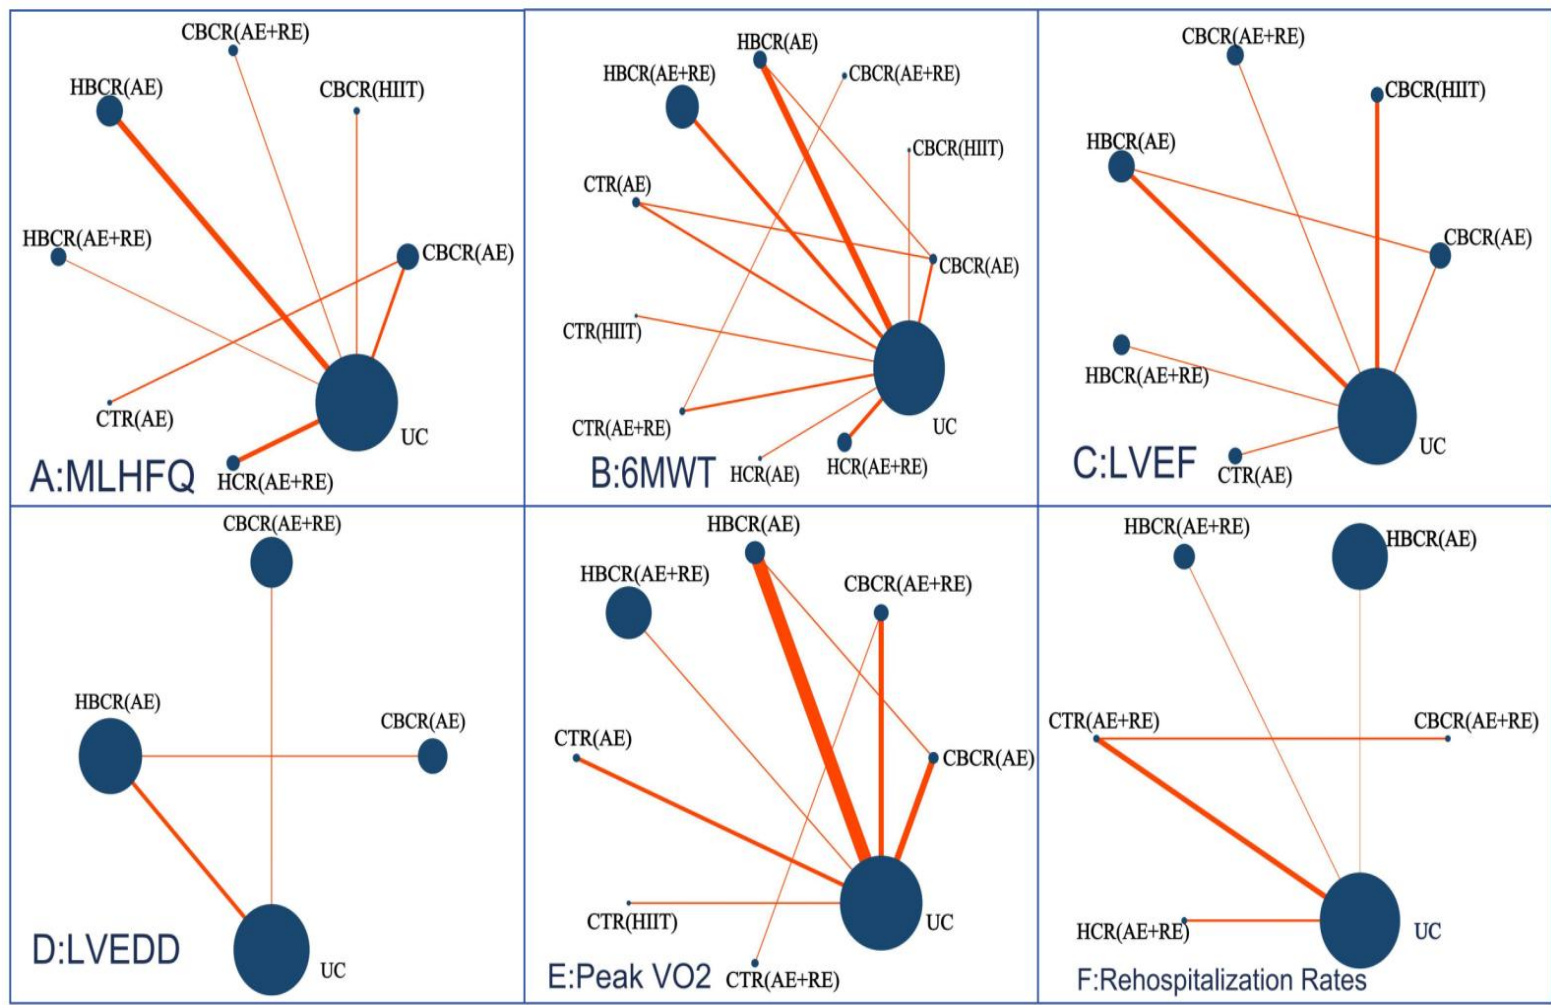 CBCR(AE+RE)
HBCR(AE)
CBCR(HIIT)
HBCR(AE+RE)
CBCR(AE)
CTR(AE)
UC
HCR(AE+RE)
A:MLHFQ
HBCR(AE)
HBCR(AE+RE)
CBCR(AE+RE)
CBCR(HIIT)
CTR(AE)
CBCR(AE)
CTR(HIIT)
CTR(AE+RE)
UC
HCR(AE)
HCR(AE+RE)
B:6MWT
CBCR(AE+RE)
CBCR(HIIT)
HBCR(AE)
CBCR(AE)
HBCR(AE+RE)
UC
CTR(AE)
C:LVEF
CBCR(AE+RE)
HBCR(AE)
CBCR(AE)
UC
D:LVEDD
HBCR(AE)
HBCR(AE+RE)
CBCR(AE+RE)
CTR(AE)
CBCR(AE)
CTR(HIIT)
UC
CTR(AE+RE)
E:Peak VO2
HBCR(AE+RE)
HBCR(AE)
CTR(AE+RE)
CBCR(AE+RE)
HCR(AE+RE)
UC
F:Rehospitalization Rates